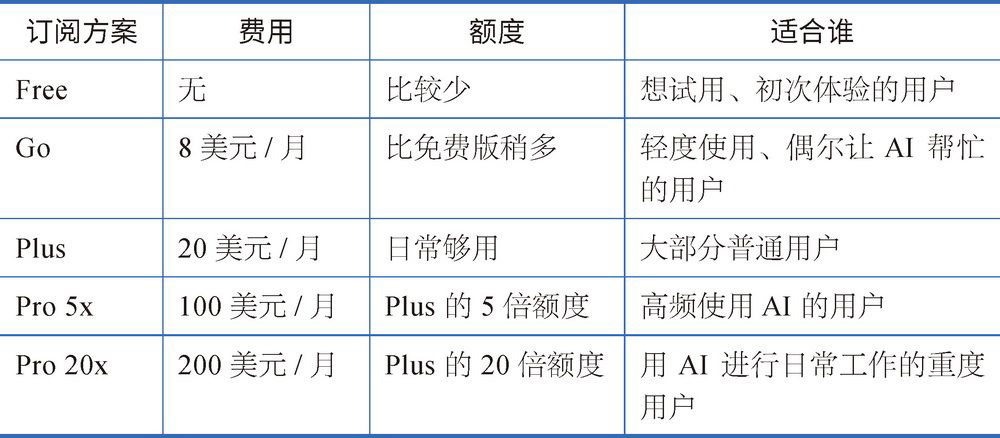 订阅方案 费用 额度 适合谁
Free 无 比较少 想试用、初次体验的用户
Go 8 美元 / 月 比免费版稍多 轻度使用、偶尔让 AI 帮忙
的用户
Plus 20 美元 / 月 日常够用 大部分普通用户
Pro 5x 100 美元 / 月 Plus 的 5 倍额度 高频使用 AI 的用户
Pro 20x 200 美元 / 月 Plus 的 20 倍额度 用 AI 进行日常工作的重度
用户